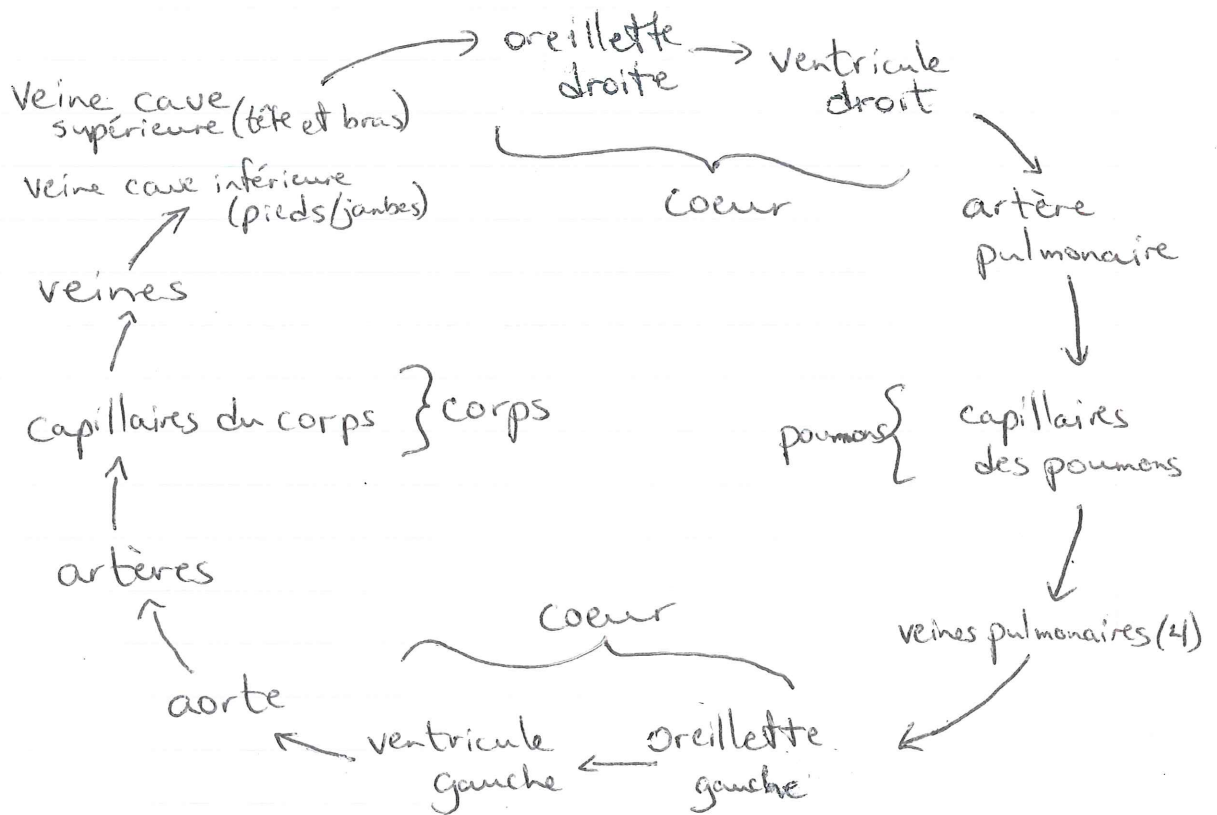 oreillette
droite
ventricule
droit
Veine cave
supérieure (tête et bras)
veine cave inférieure
(pieds/jambes)
coeur
artère
pulmonaire
veines
capillaires du corps
corps
poumons
capillaires
des poumons
artères
coeur
veines pulmonaires (4)
aorte
ventricule
gauche
oreillette
gauche